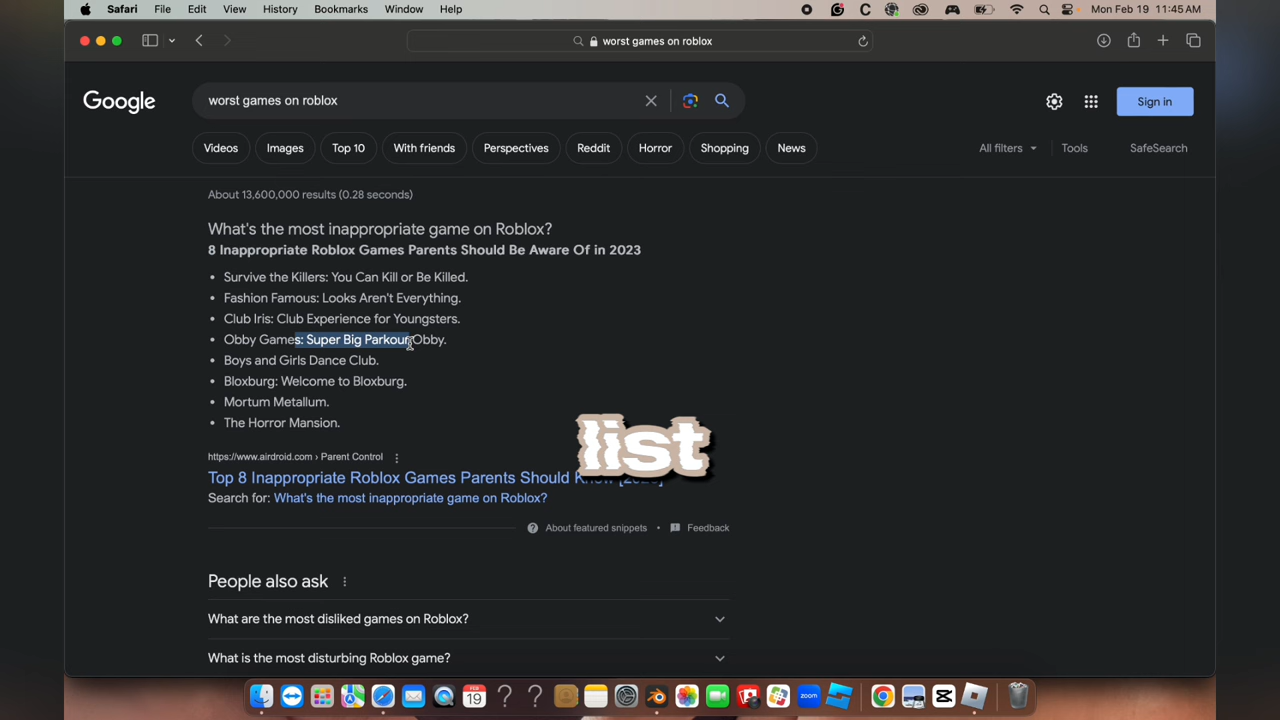 Safari File Edit View History Bookmarks Window Help Mon Feb 19 11:45 AM
worst games on roblox
Google worst games on roblox Sign in
Videos Images Top 10 With friends Perspectives Reddit Horror Shopping News All filters Tools SafeSearch
About 13,600,000 results (0.28 seconds)
What's the most inappropriate game on Roblox?
8 Inappropriate Roblox Games Parents Should Be Aware Of in 2023
• Survive the Killers: You Can Kill or Be Killed.
• Fashion Famous: Looks Aren't Everything.
• Club Iris: Club Experience for Youngsters.
• Obby Games: Super Big Parkour Obby.
• Boys and Girls Dance Club.
• Bloxburg: Welcome to Bloxburg.
• Mortum Metallum.
• The Horror Mansion.
list
https://www.airdroid.com › Parent Control
Top 8 Inappropriate Roblox Games Parents Should
Search for: What's the most inappropriate game on Roblox?
About featured snippets • Feedback
People also ask
What are the most disliked games on Roblox?
What is the most disturbing Roblox game?
FEB
19
zoom